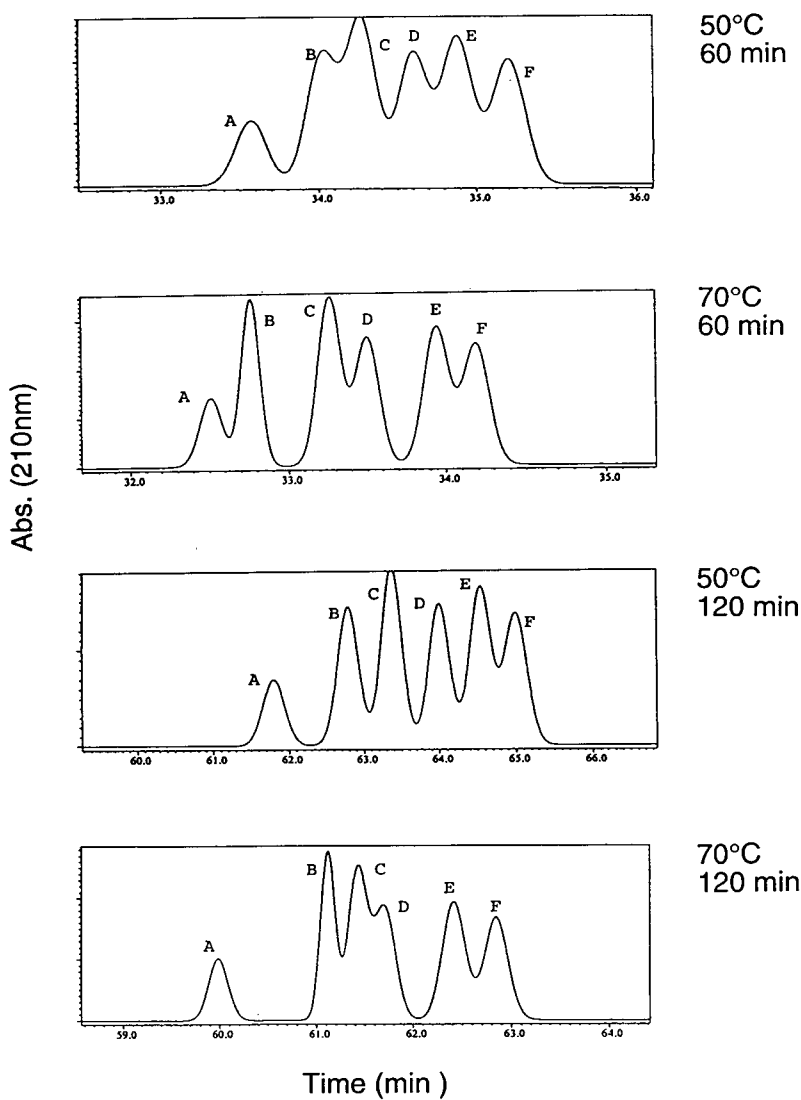 50°C
60 min
A
B
C
D
E
F
33.0 34.0 35.0 36.0
70°C
60 min
A
B
C
D
E
F
32.0 33.0 34.0 35.0
50°C
120 min
A
B
C
D
E
F
60.0 61.0 62.0 63.0 64.0 65.0 66.0
70°C
120 min
A
B
C
D
E
F
59.0 60.0 61.0 62.0 63.0 64.0
Abs. (210nm)
Time (min )